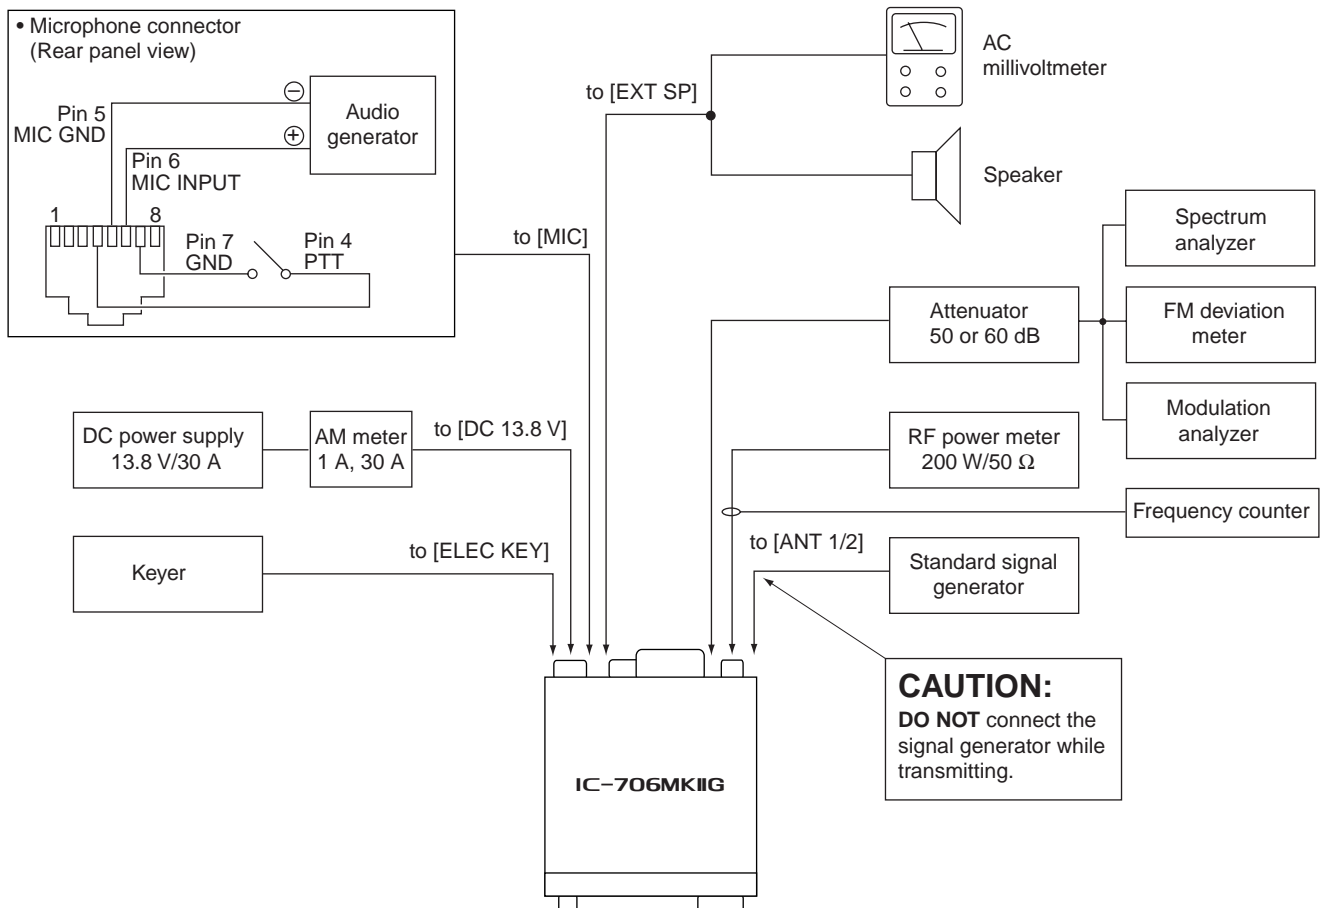 • Microphone connector
(Rear panel view)
Pin 5
MIC GND
⊖
⊕
Audio
generator
Pin 6
MIC INPUT
1
8
Pin 7
GND
Pin 4
PTT
to [MIC]
to [EXT SP]
AC
millivoltmeter
Speaker
Spectrum
analyzer
Attenuator
50 or 60 dB
FM deviation
meter
Modulation
analyzer
DC power supply
13.8 V/30 A
AM meter
1 A, 30 A
to [DC 13.8 V]
RF power meter
200 W/50 Ω
Frequency counter
Keyer
to [ELEC KEY]
to [ANT 1/2]
Standard signal
generator
CAUTION:
DO NOT connect the
signal generator while
transmitting.
IC-706MKIIG